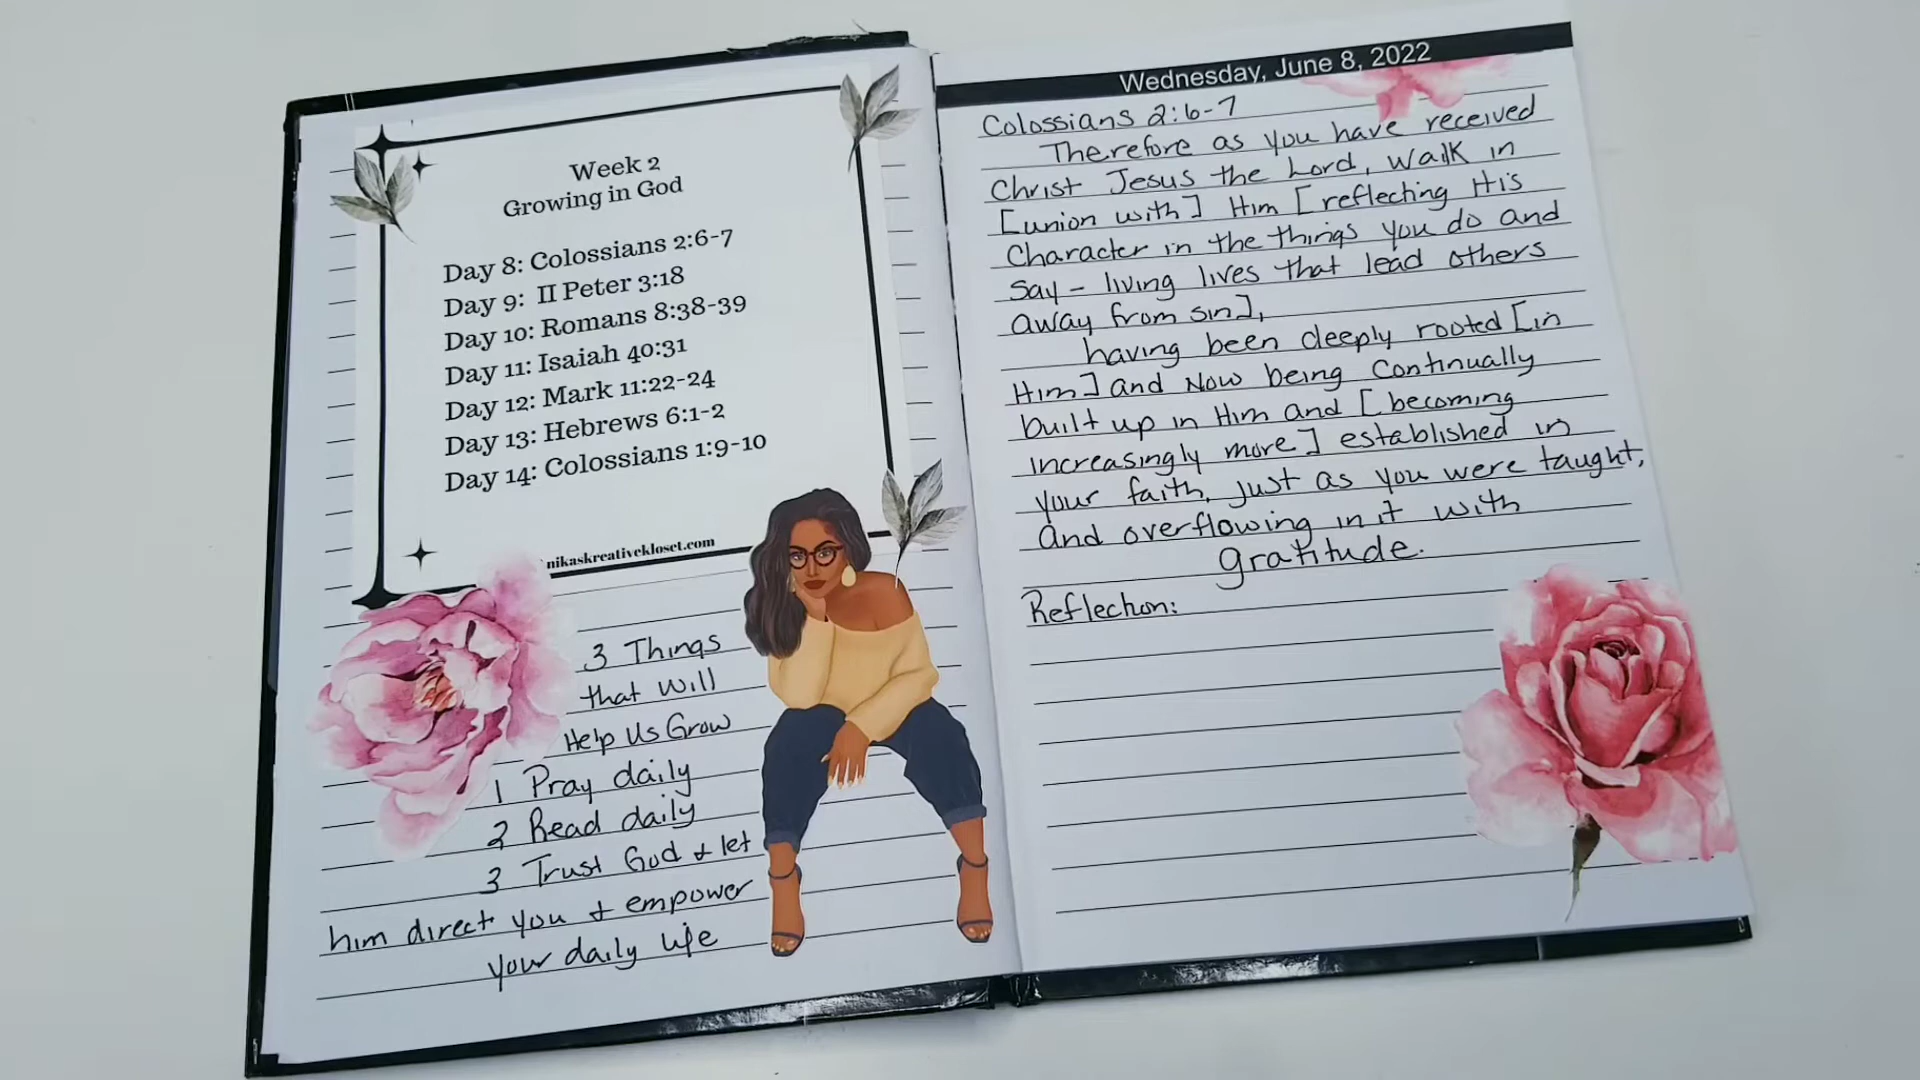 Week 2
Growing in God
Day 8: Colossians 2:6-7
Day 9: II Peter 3:18
Day 10: Romans 8:38-39
Day 11: Isaiah 40:31
Day 12: Mark 11:22-24
Day 13: Hebrews 6:1-2
Day 14: Colossians 1:9-10
nikaskreativekloset.com
3 Things
that will
Help Us Grow
1 Pray daily
2 Read daily
3 Trust God & let
him direct you & empower
your daily life
Wednesday, June 8, 2022
Colossians 2:6-7
Therefore as you have received
Christ Jesus the Lord, walk in
[union with] Him [reflecting His
Character in the things you do and
say - living lives that lead others
away from sin],
having been deeply rooted [in
Him] and Now being Continually
built up in Him and [becoming
increasingly more] established in
your faith, just as you were taught,
and overflowing in it with
gratitude.
Reflection: